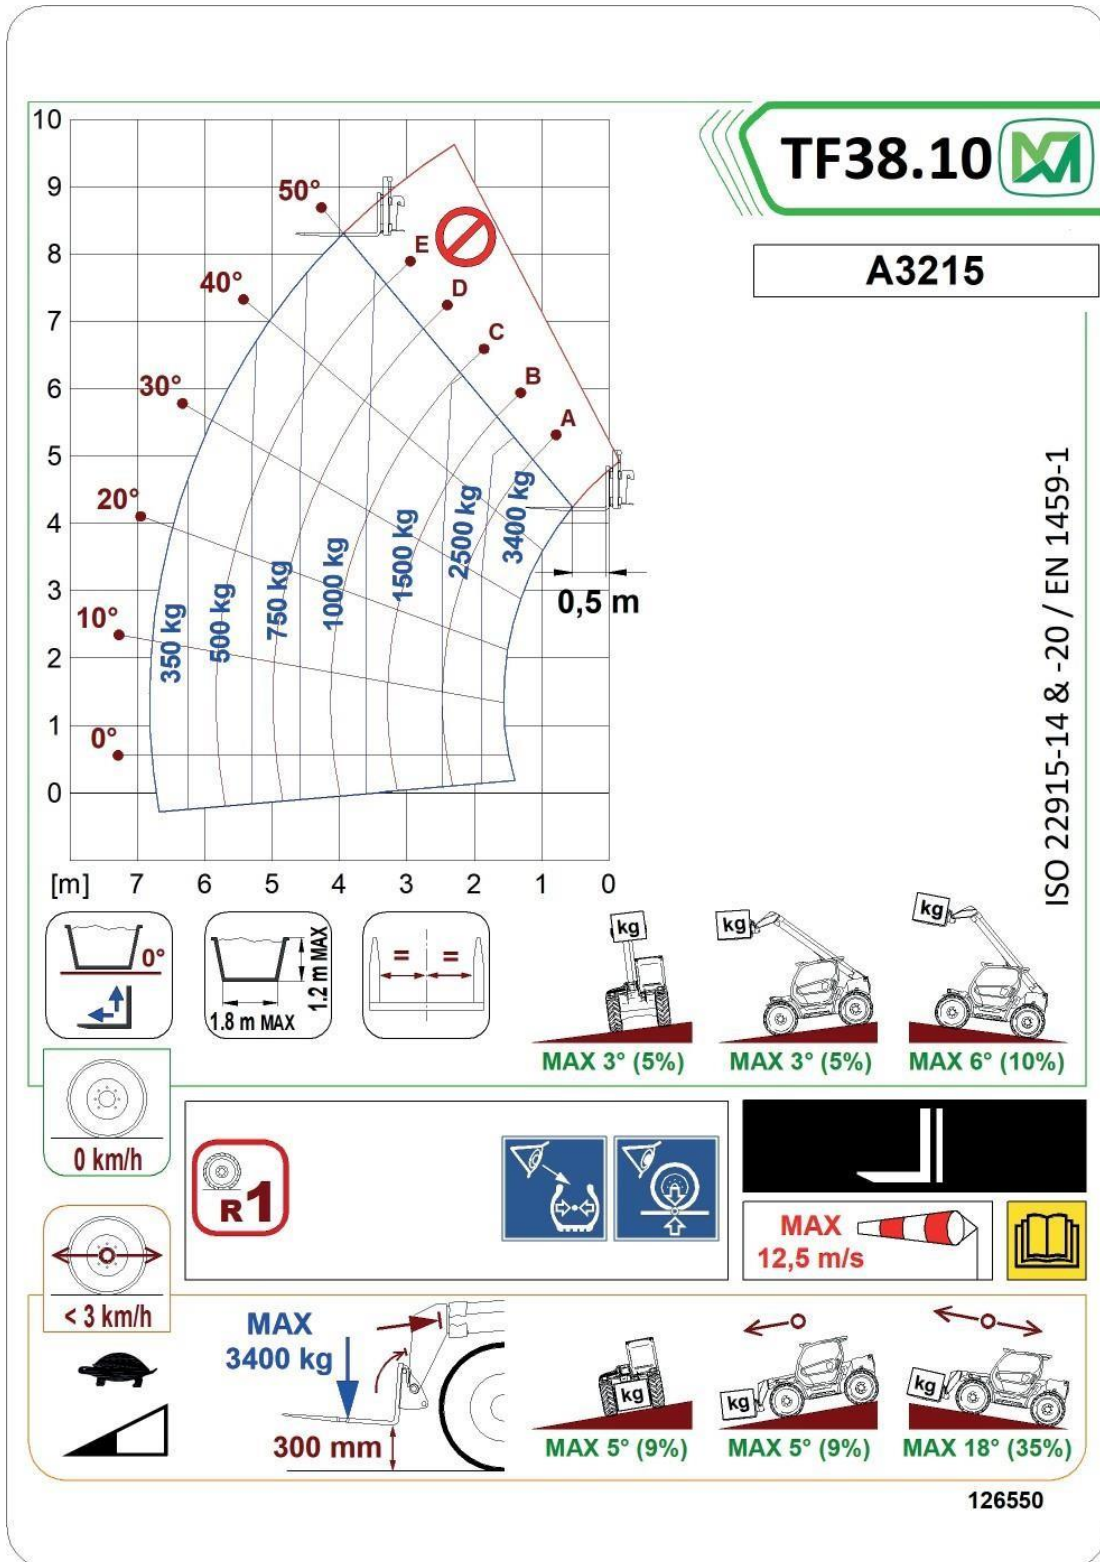 TF38.10
A3215
10
9
8
7
6
5
4
3
2
1
0
50°
40°
30°
20°
10°
0°
E
D
C
B
A
350 kg
500 kg
750 kg
1000 kg
1500 kg
2500 kg
3400 kg
0,5 m
[m] 7 6 5 4 3 2 1 0
ISO 22915-14 & -20 / EN 1459-1
0°
1.8 m MAX
1.2 m MAX
= =
kg
kg
kg
MAX 3° (5%)
MAX 3° (5%)
MAX 6° (10%)
0 km/h
R1
MAX
12,5 m/s
< 3 km/h
MAX
3400 kg
300 mm
kg
kg
kg
MAX 5° (9%)
MAX 5° (9%)
MAX 18° (35%)
126550